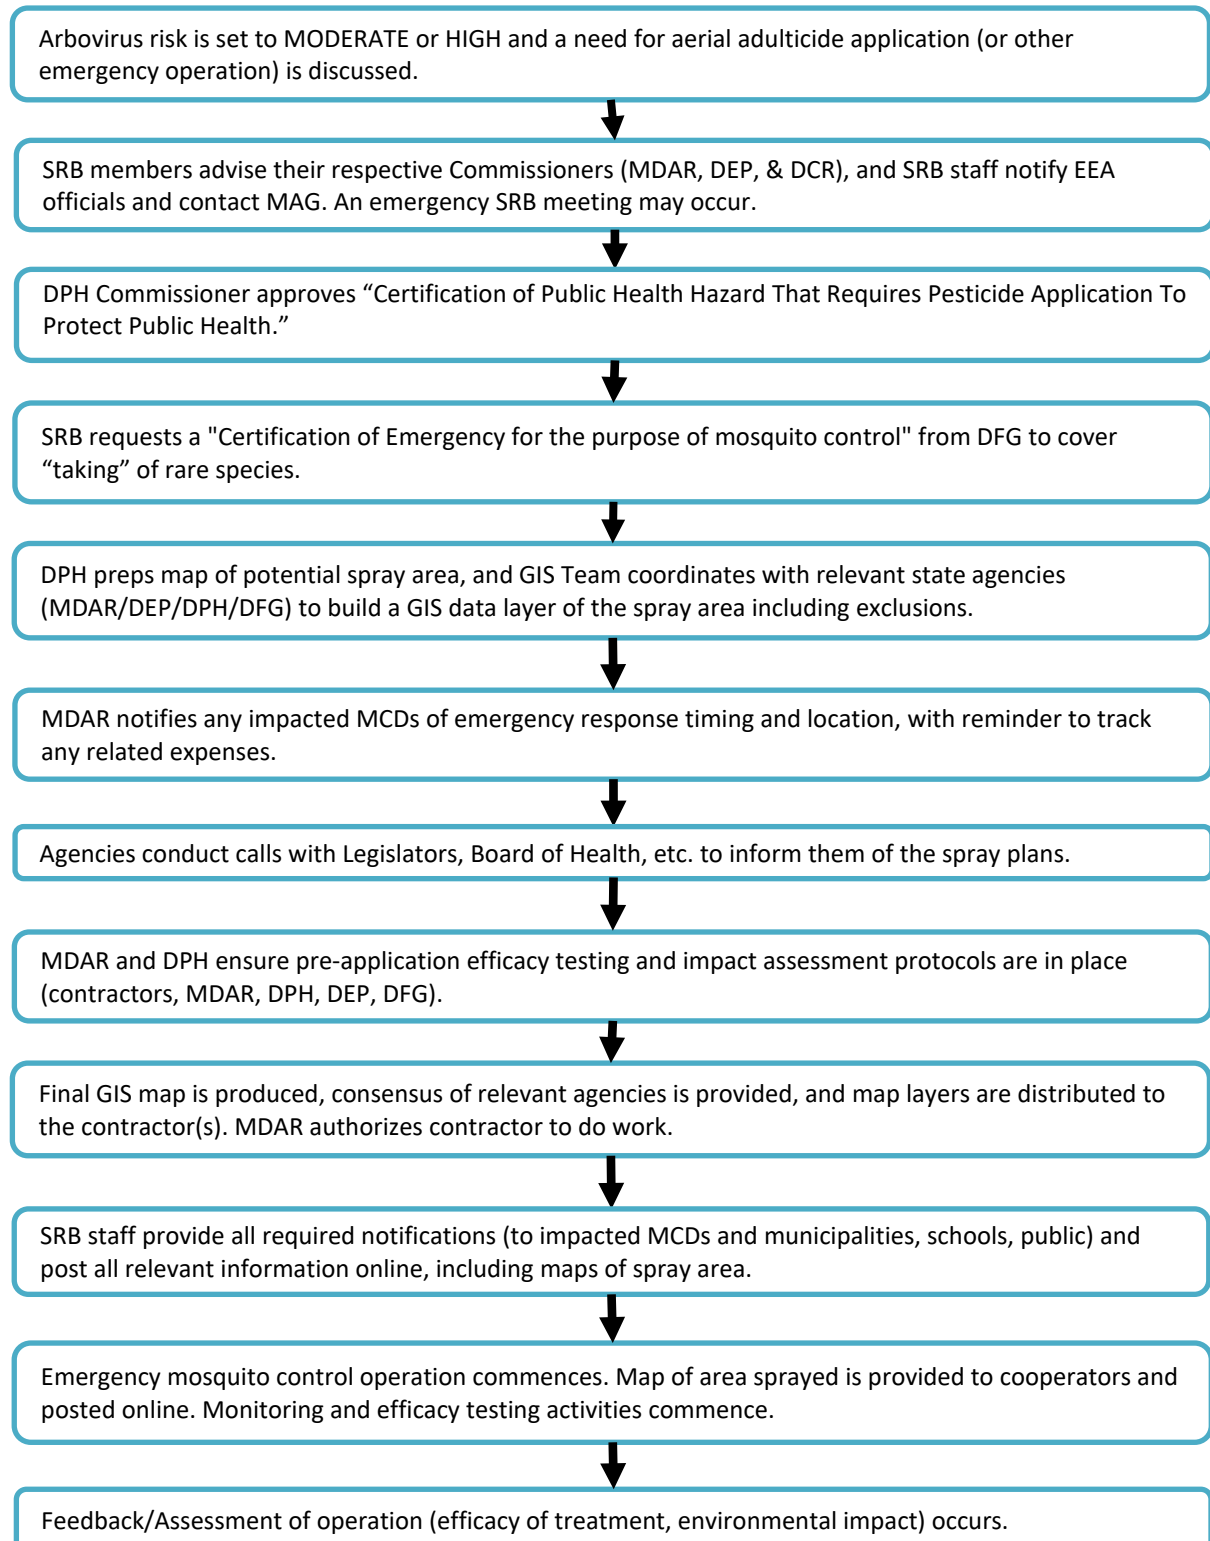 Arbovirus risk is set to MODERATE or HIGH and a need for aerial adulticide application (or other
emergency operation) is discussed.
SRB members advise their respective Commissioners (MDAR, DEP, & DCR), and SRB staff notify EEA
officials and contact MAG. An emergency SRB meeting may occur.
DPH Commissioner approves “Certification of Public Health Hazard That Requires Pesticide Application To
Protect Public Health.”
SRB requests a "Certification of Emergency for the purpose of mosquito control" from DFG to cover
“taking” of rare species.
DPH preps map of potential spray area, and GIS Team coordinates with relevant state agencies
(MDAR/DEP/DPH/DFG) to build a GIS data layer of the spray area including exclusions.
MDAR notifies any impacted MCDs of emergency response timing and location, with reminder to track
any related expenses.
Agencies conduct calls with Legislators, Board of Health, etc. to inform them of the spray plans.
MDAR and DPH ensure pre-application efficacy testing and impact assessment protocols are in place
(contractors, MDAR, DPH, DEP, DFG).
Final GIS map is produced, consensus of relevant agencies is provided, and map layers are distributed to
the contractor(s). MDAR authorizes contractor to do work.
SRB staff provide all required notifications (to impacted MCDs and municipalities, schools, public) and
post all relevant information online, including maps of spray area.
Emergency mosquito control operation commences. Map of area sprayed is provided to cooperators and
posted online. Monitoring and efficacy testing activities commence.
Feedback/Assessment of operation (efficacy of treatment, environmental impact) occurs.